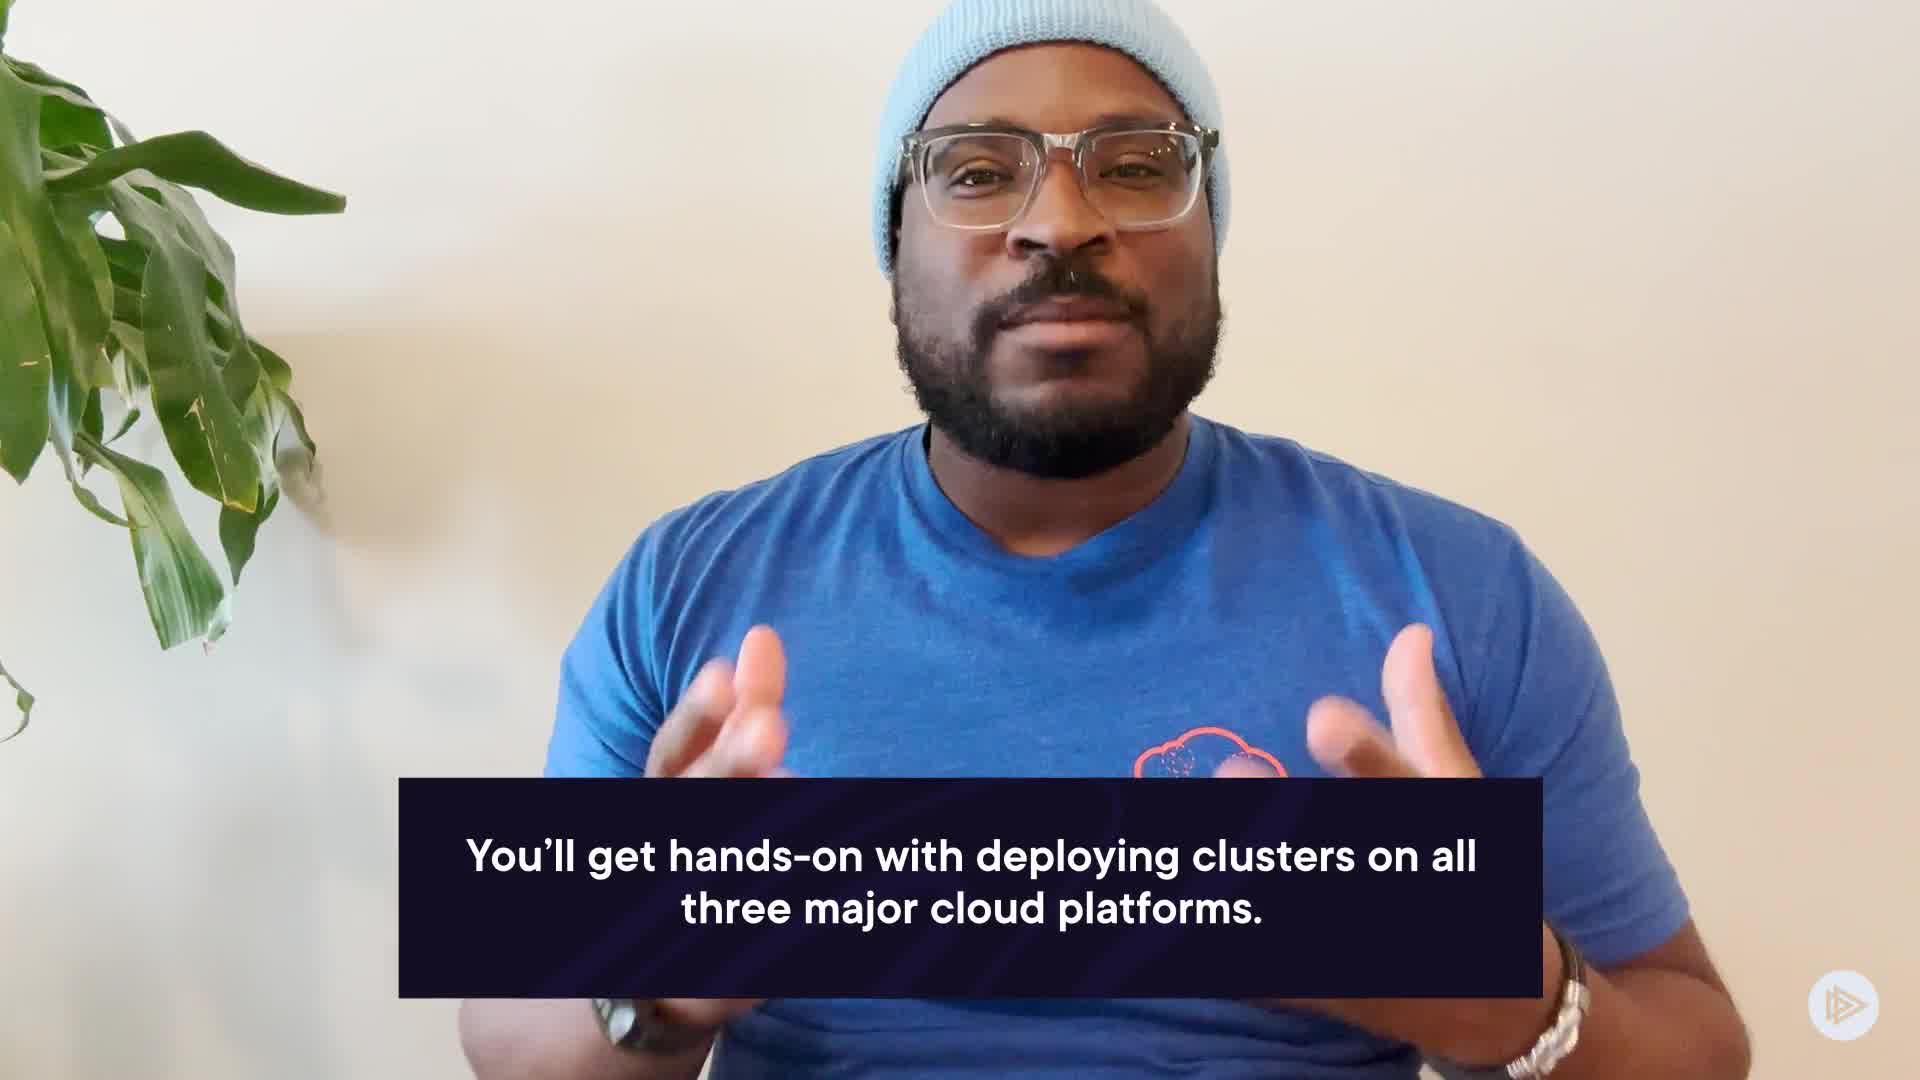 You’ll get hands-on with deploying clusters on all
three major cloud platforms.